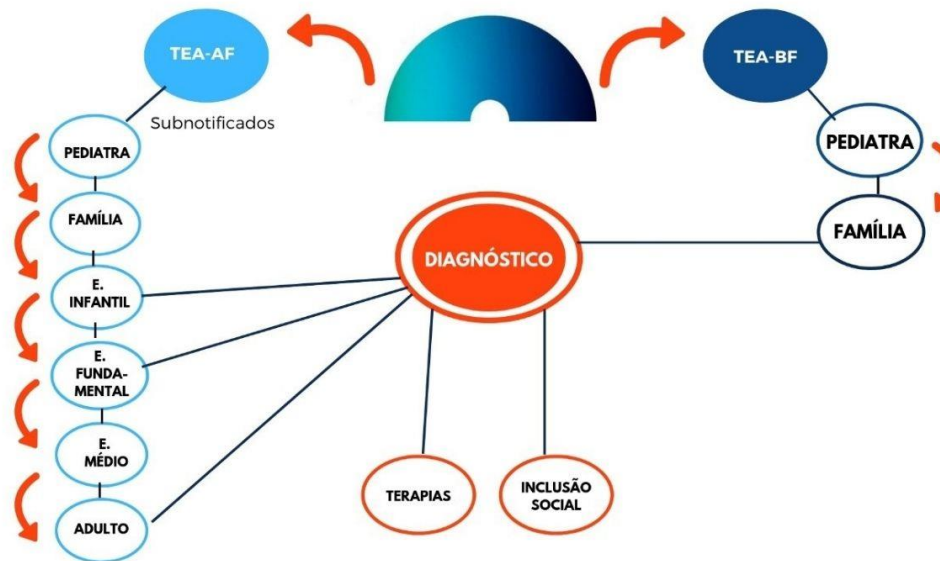 TEA-AF
TEA-BF
Subnotificados
PEDIATRA
FAMÍLIA
E.
INFANTIL
E.
FUNDA-
MENTAL
E.
MÉDIO
ADULTO
DIAGNÓSTICO
TERAPIAS
INCLUSÃO
SOCIAL
PEDIATRA
FAMÍLIA